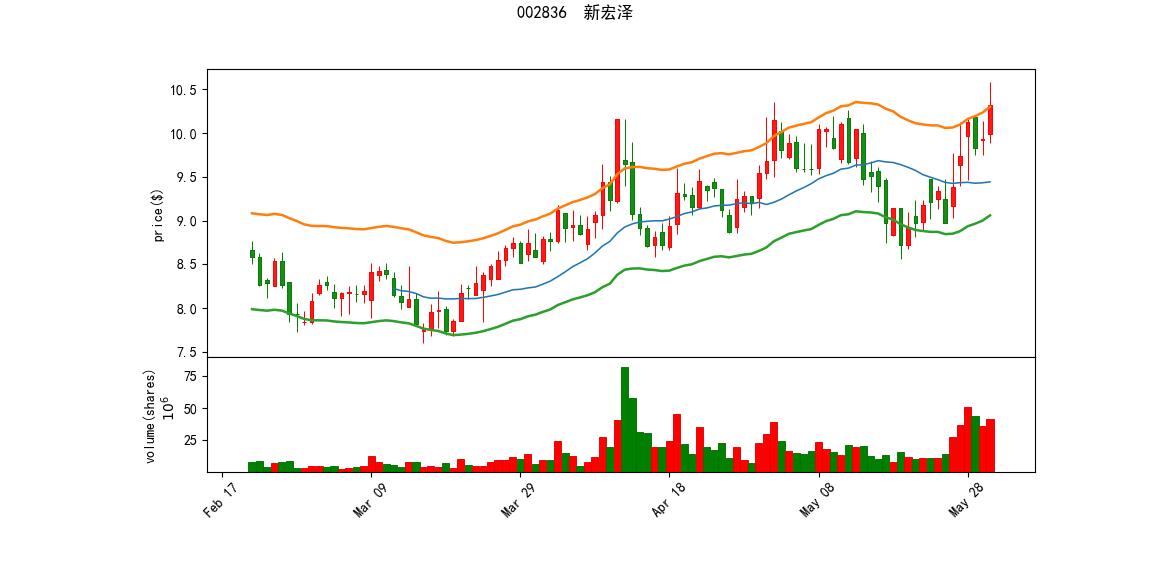 002836 新宏泽
price($)
10.5
10.0
9.5
9.0
8.5
8.0
7.5
volume(shares)
10^6
75
50
25
Feb 17
Mar 09
Mar 29
Apr 18
May 08
May 28